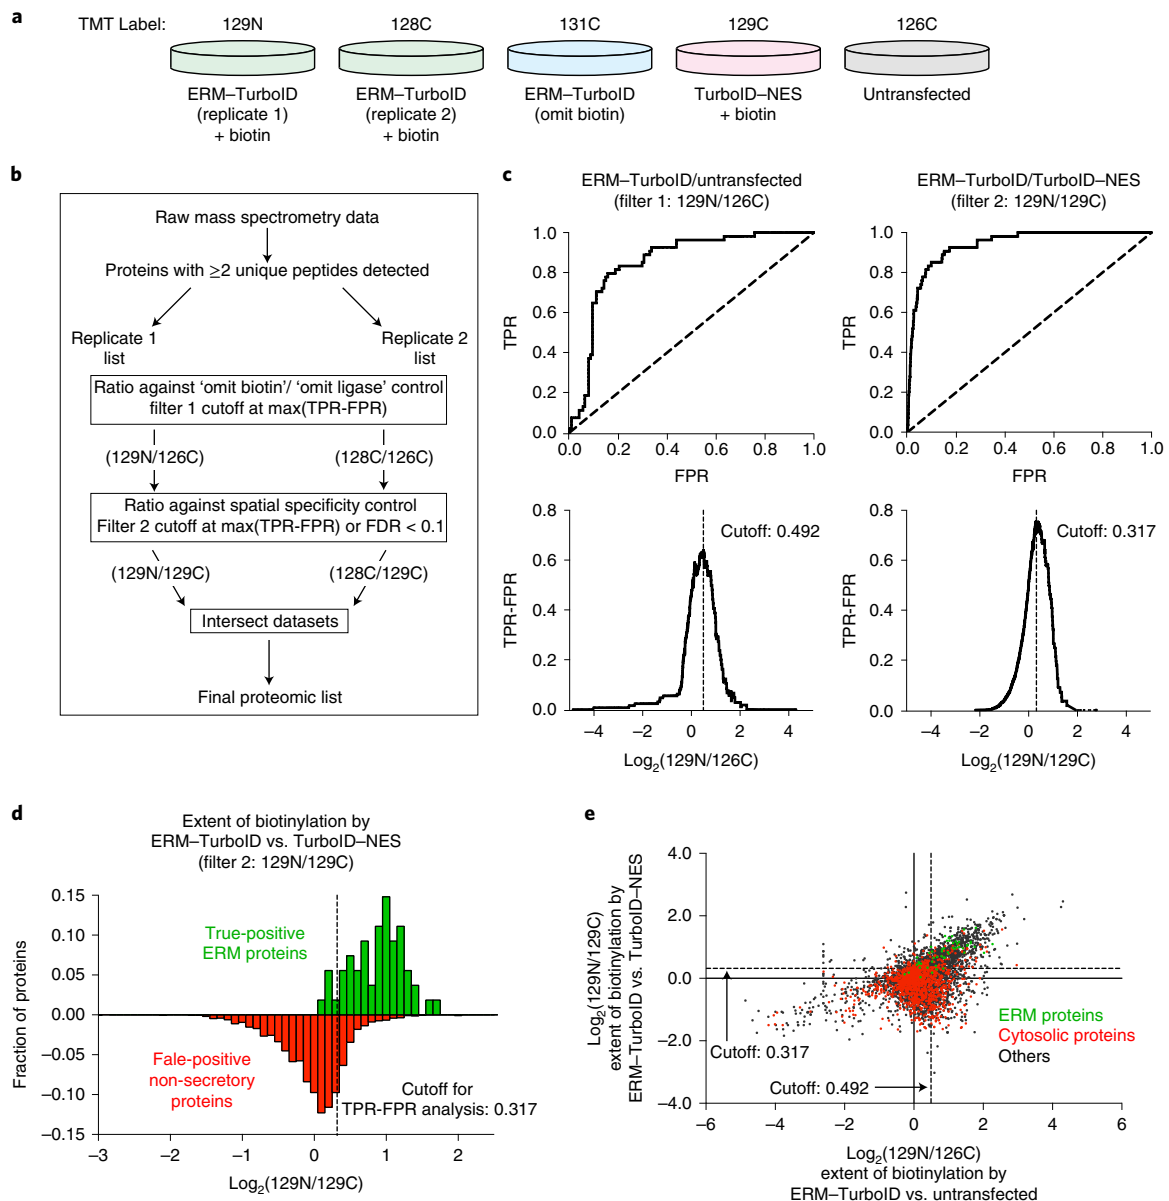 a
TMT Label: 129N 128C 131C 129C 126C
ERM–TurboID
(replicate 1)
+ biotin
ERM–TurboID
(replicate 2)
+ biotin
ERM–TurboID
(omit biotin)
TurboID–NES
+ biotin
Untransfected
b
Raw mass spectrometry data
Proteins with ≥2 unique peptides detected
Replicate 1
list
Replicate 2
list
Ratio against 'omit biotin'/ 'omit ligase' control
filter 1 cutoff at max(TPR-FPR)
(129N/126C) (128C/126C)
Ratio against spatial specificity control
Filter 2 cutoff at max(TPR-FPR) or FDR < 0.1
(129N/129C) (128C/129C)
Intersect datasets
Final proteomic list
c
ERM–TurboID/untransfected
(filter 1: 129N/126C)
1.0
0.8
0.6
0.4
0.2
0.0
TPR
0.0 0.2 0.4 0.6 0.8 1.0
FPR
ERM–TurboID/TurboID–NES
(filter 2: 129N/129C)
1.0
0.8
0.6
0.4
0.2
0.0
TPR
0.0 0.2 0.4 0.6 0.8 1.0
FPR
0.8
0.6
0.4
0.2
0.0
TPR-FPR
Cutoff: 0.492
–4 –2 0 2 4
Log2(129N/126C)
0.8
0.6
0.4
0.2
0.0
TPR-FPR
Cutoff: 0.317
–4 –2 0 2 4
Log2(129N/129C)
d
Extent of biotinylation by
ERM–TurboID vs. TurboID–NES
(filter 2: 129N/129C)
0.15
0.10
0.05
0.00
–0.05
–0.10
–0.15
Fraction of proteins
True-positive
ERM proteins
Fale-positive
non-secretory
proteins
Cutoff for
TPR-FPR analysis: 0.317
–3 –2 –1 0 1 2
Log2(129N/129C)
e
4.0
2.0
0.0
–2.0
–4.0
Log2(129N/129C)
extent of biotinylation by
ERM–TurboID vs. TurboID–NES
ERM proteins
Cytosolic proteins
Others
Cutoff: 0.317
Cutoff: 0.492
–6 –4 –2 0 2 4 6
Log2(129N/126C)
extent of biotinylation by
ERM–TurboID vs. untransfected